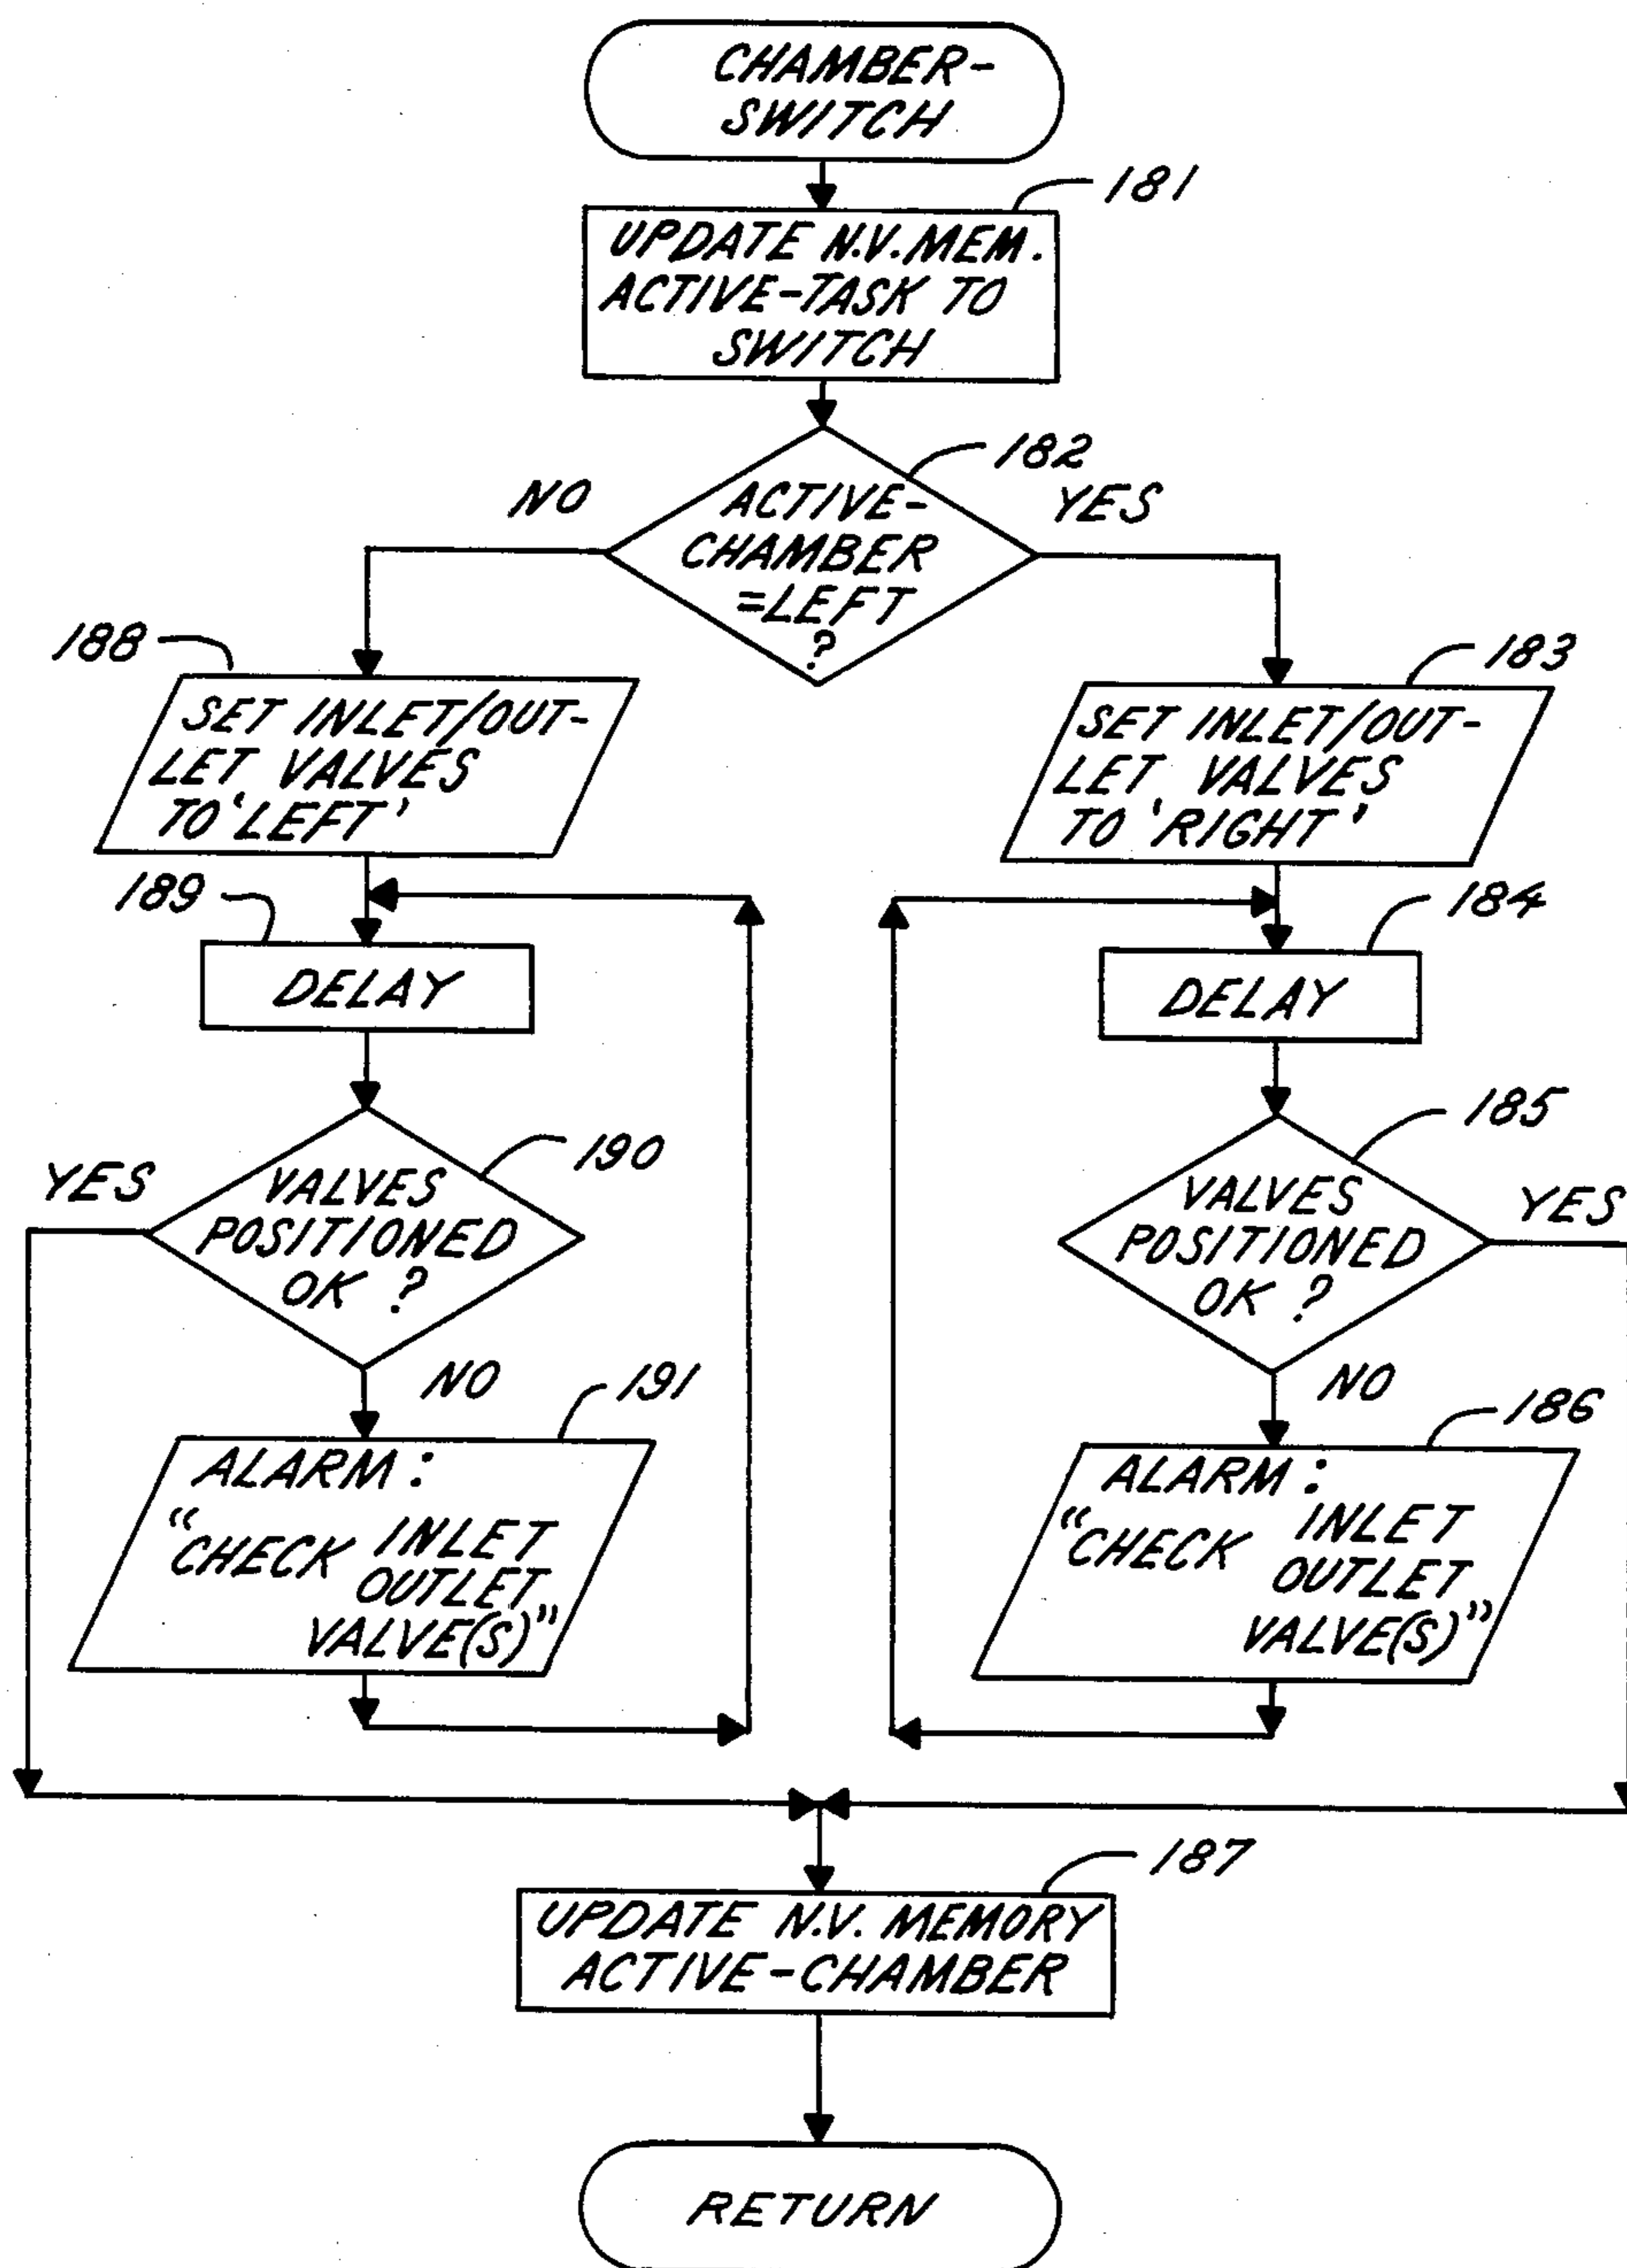 CHAMBER-
SWITCH
181
UPDATE N.V.MEM.
ACTIVE-TASK TO
SWITCH
182
NO
YES
ACTIVE-
CHAMBER
=LEFT
?
188
183
SET INLET/OUT-
LET VALVES
TO 'LEFT'
SET INLET/OUT-
LET VALVES
TO 'RIGHT'
189
184
DELAY
DELAY
190
185
YES
VALVES
POSITIONED
OK ?
VALVES
POSITIONED
OK ?
YES
NO
191
NO
186
ALARM :
"CHECK INLET
OUTLET
VALVE(S)"
ALARM :
"CHECK INLET
OUTLET
VALVE(S)"
187
UPDATE N.V. MEMORY
ACTIVE-CHAMBER
RETURN